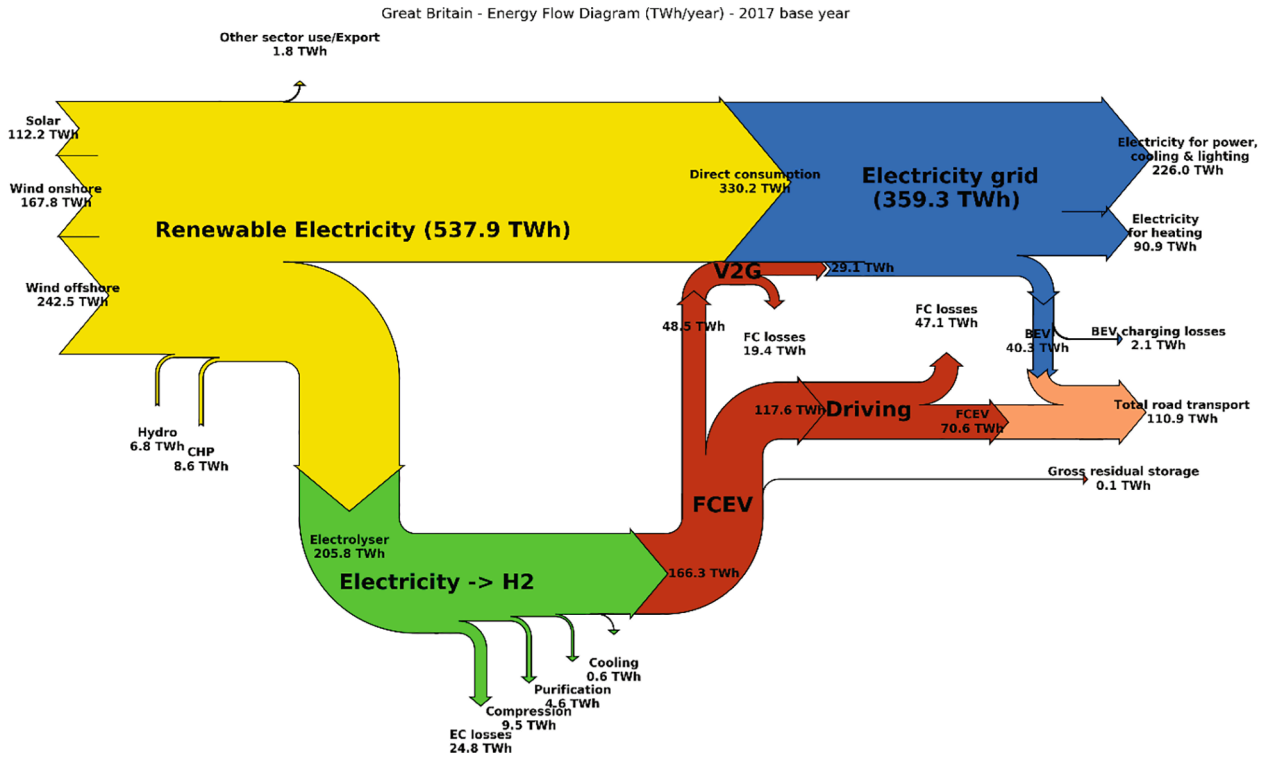 Great Britain - Energy Flow Diagram (TWh/year) - 2017 base year
Other sector use/Export
1.8 TWh
Solar
112.2 TWh
Wind onshore
167.8 TWh
Wind offshore
242.5 TWh
Renewable Electricity (537.9 TWh)
Direct consumption
330.2 TWh
Electricity grid
(359.3 TWh)
Electricity for power,
cooling & lighting
226.0 TWh
Electricity
for heating
90.9 TWh
V2G
29.1 TWh
48.5 TWh
FC losses
19.4 TWh
FC losses
47.1 TWh
BEV
40.3 TWh
BEV charging losses
2.1 TWh
Hydro
6.8 TWh
CHP
8.6 TWh
117.6 TWh
Driving
FCEV
70.6 TWh
Total road transport
110.9 TWh
Gross residual storage
0.1 TWh
FCEV
166.3 TWh
Electrolyser
205.8 TWh
Electricity -> H2
Cooling
0.6 TWh
Purification
4.6 TWh
Compression
9.5 TWh
EC losses
24.8 TWh